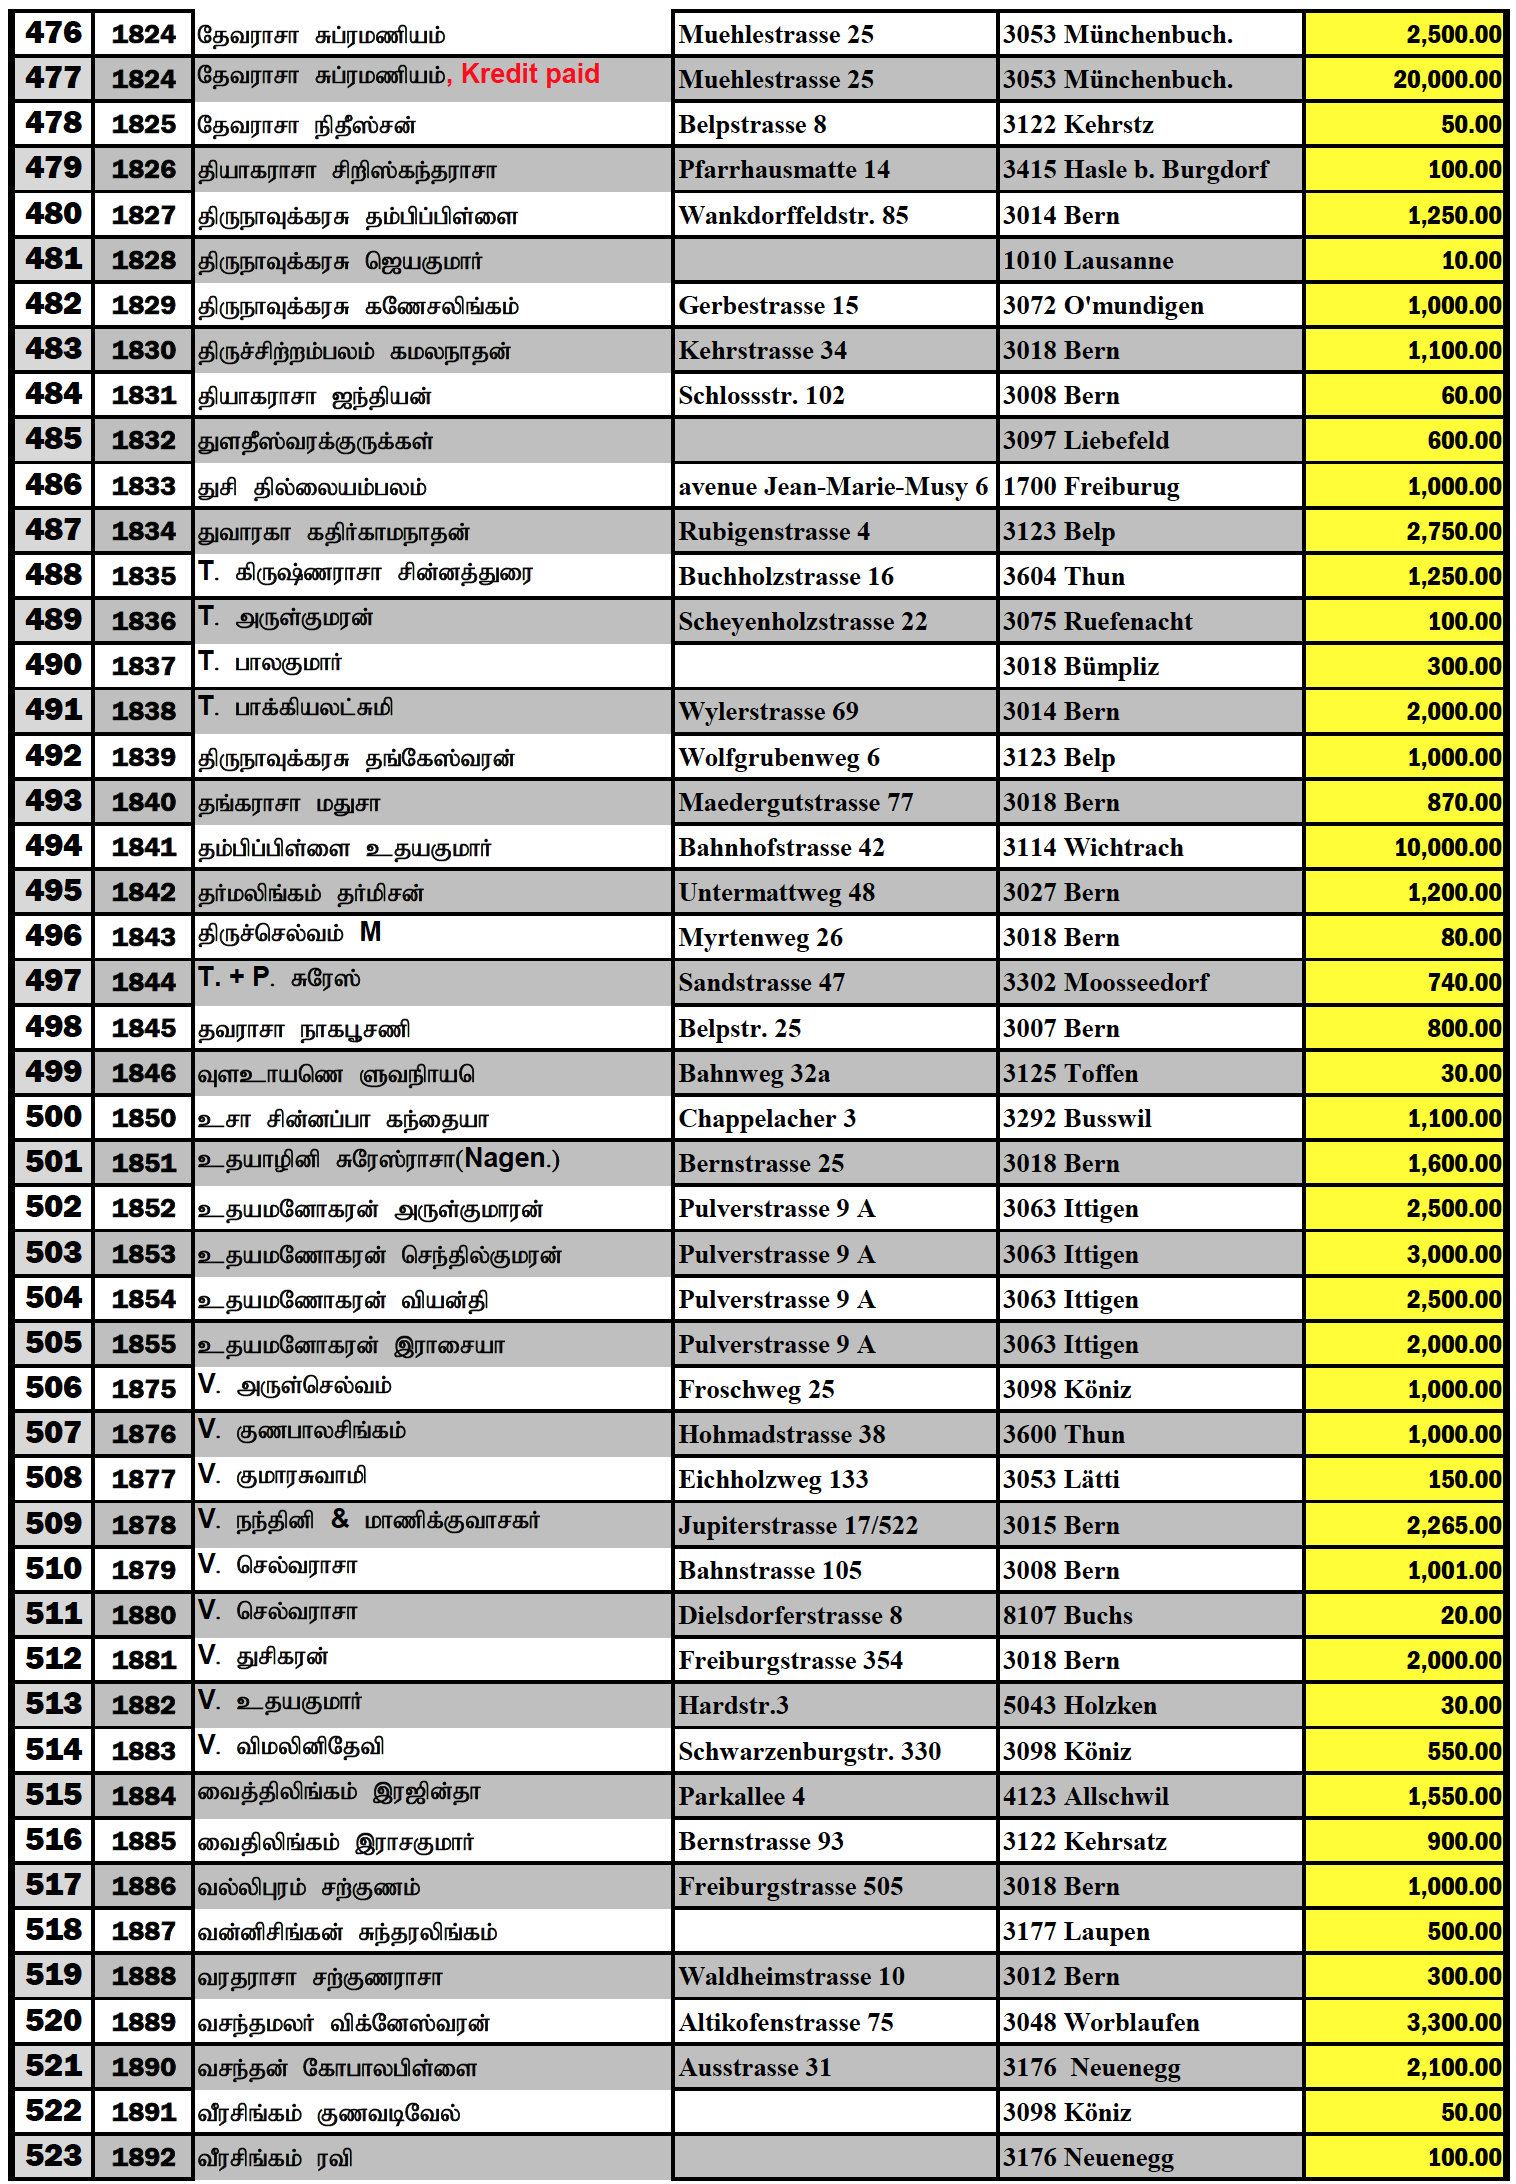 476 1824 தேவராசா சுப்ரமணியம் Muehlestrasse 25 3053 Münchenbuch. 2,500.00
477 1824 தேவராசா சுப்ரமணியம், Kredit paid Muehlestrasse 25 3053 Münchenbuch. 20,000.00
478 1825 தேவராசா நிதீஸ்சன் Belpstrasse 8 3122 Kehrstz 50.00
479 1826 தியாகராசா சிறிஸ்கந்தராசா Pfarrhausmatte 14 3415 Hasle b. Burgdorf 100.00
480 1827 திருநாவுக்கரசு தம்பிப்பிள்ளை Wankdorffeldstr. 85 3014 Bern 1,250.00
481 1828 திருநாவுக்கரசு ஜெயகுமார் 1010 Lausanne 10.00
482 1829 திருநாவுக்கரசு கணேசலிங்கம் Gerbestrasse 15 3072 O'mundigen 1,000.00
483 1830 திருச்சிற்றம்பலம் கமலநாதன் Kehrstrasse 34 3018 Bern 1,100.00
484 1831 தியாகராசா ஜந்தியன் Schlossstr. 102 3008 Bern 60.00
485 1832 துளதீஸ்வரக்குருக்கள் 3097 Liebefeld 600.00
486 1833 துசி தில்லையம்பலம் avenue Jean-Marie-Musy 6 1700 Freiburug 1,000.00
487 1834 துவாரகா கதிர்காமநாதன் Rubigenstrasse 4 3123 Belp 2,750.00
488 1835 T. கிருஷ்ணராசா சின்னத்துரை Buchholzstrasse 16 3604 Thun 1,250.00
489 1836 T. அருள்குமரன் Scheyenholzstrasse 22 3075 Ruefenacht 100.00
490 1837 T. பாலகுமார் 3018 Bümpliz 300.00
491 1838 T. பாக்கியலட்சுமி Wylerstrasse 69 3014 Bern 2,000.00
492 1839 திருநாவுக்கரசு தங்கேஸ்வரன் Wolfgrubenweg 6 3123 Belp 1,000.00
493 1840 தங்கராசா மதுசா Maedergutstrasse 77 3018 Bern 870.00
494 1841 தம்பிப்பிள்ளை உதயகுமார் Bahnhofstrasse 42 3114 Wichtrach 10,000.00
495 1842 தர்மலிங்கம் தர்மிசன் Untermattweg 48 3027 Bern 1,200.00
496 1843 திருச்செல்வம் M Myrtenweg 26 3018 Bern 80.00
497 1844 T. + P. சுரேஸ் Sandstrasse 47 3302 Moosseedorf 740.00
498 1845 தவராசா நாகபூசணி Belpstr. 25 3007 Bern 800.00
499 1846 Bahnweg 32a 3125 Toffen 30.00
500 1850 உசா சின்னப்பா கந்தையா Chappelacher 3 3292 Busswil 1,100.00
501 1851 உதயாழினி சுரேஸ்ராசா(Nagen.) Bernstrasse 25 3018 Bern 1,600.00
502 1852 உதயமனோகரன் அருள்குமாரன் Pulverstrasse 9 A 3063 Ittigen 2,500.00
503 1853 உதயமணோகரன் செந்தில்குமரன் Pulverstrasse 9 A 3063 Ittigen 3,000.00
504 1854 உதயமணோகரன் வியன்தி Pulverstrasse 9 A 3063 Ittigen 2,500.00
505 1855 உதயமனோகரன் இராசையா Pulverstrasse 9 A 3063 Ittigen 2,000.00
506 1875 V. அருள்செல்வம் Froschweg 25 3098 Köniz 1,000.00
507 1876 V. குணபாலசிங்கம் Hohmadstrasse 38 3600 Thun 1,000.00
508 1877 V. குமாரசுவாமி Eichholzweg 133 3053 Lätti 150.00
509 1878 V. நந்தினி & மாணிக்குவாசகர் Jupiterstrasse 17/522 3015 Bern 2,265.00
510 1879 V. செல்வராசா Bahnstrasse 105 3008 Bern 1,001.00
511 1880 V. செல்வராசா Dielsdorferstrasse 8 8107 Buchs 20.00
512 1881 V. துசிகரன் Freiburgstrasse 354 3018 Bern 2,000.00
513 1882 V. உதயகுமார் Hardstr.3 5043 Holzken 30.00
514 1883 V. விமலினிதேவி Schwarzenburgstr. 330 3098 Köniz 550.00
515 1884 வைத்திலிங்கம் இரஜின்தா Parkallee 4 4123 Allschwil 1,550.00
516 1885 வைதிலிங்கம் இராசகுமார் Bernstrasse 93 3122 Kehrsatz 900.00
517 1886 வல்லிபுரம் சற்குணம் Freiburgstrasse 505 3018 Bern 1,000.00
518 1887 வன்னிசிங்கன் சுந்தரலிங்கம் 3177 Laupen 500.00
519 1888 வரதராசா சற்குணராசா Waldheimstrasse 10 3012 Bern 300.00
520 1889 வசந்தமலர் விக்னேஸ்வரன் Altikofenstrasse 75 3048 Worblaufen 3,300.00
521 1890 வசந்தன் கோபாலபிள்ளை Ausstrasse 31 3176 Neuenegg 2,100.00
522 1891 வீரசிங்கம் குணவடிவேல் 3098 Köniz 50.00
523 1892 வீரசிங்கம் ரவி 3176 Neuenegg 100.00